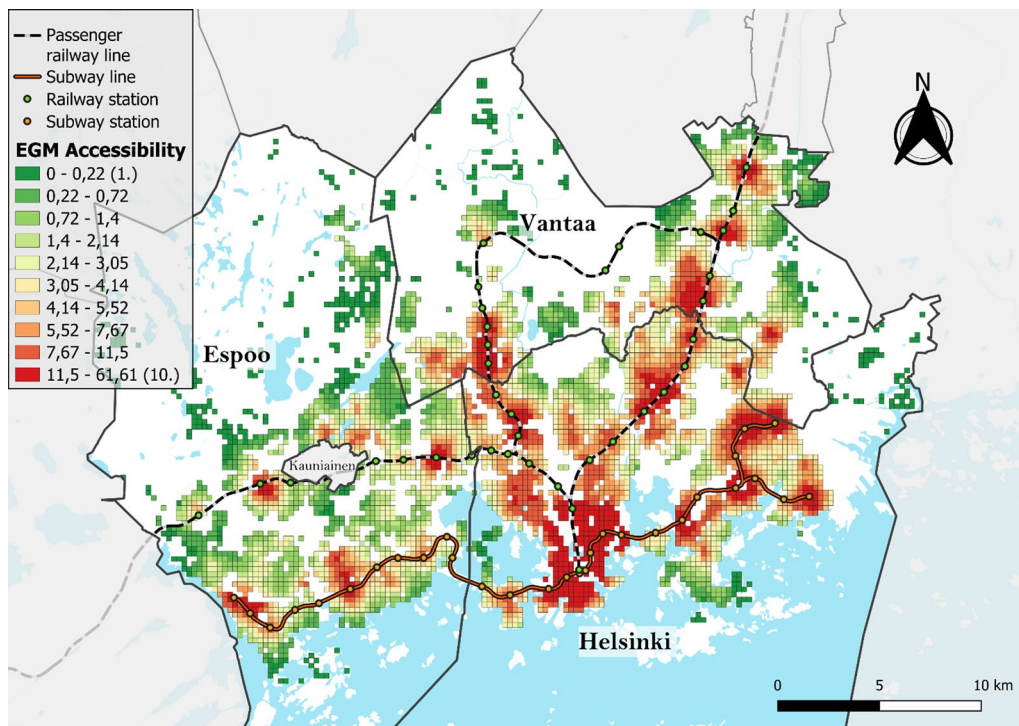 Passenger
railway line
Subway line
Railway station
Subway station
EGM Accessibility
0 - 0,22 (1.)
0,22 - 0,72
0,72 - 1,4
1,4 - 2,14
2,14 - 3,05
3,05 - 4,14
4,14 - 5,52
5,52 - 7,67
7,67 - 11,5
11,5 - 61,61 (10.)
N
Vantaa
Espoo
Kauniainen
Helsinki
0 5 10 km